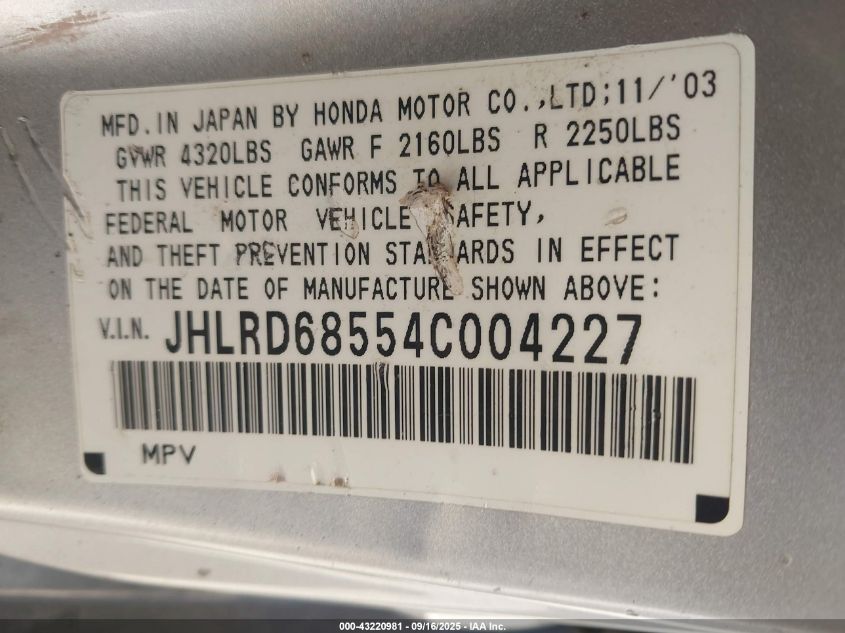 MFD. IN JAPAN BY HONDA MOTOR CO., LTD; 11/'03
GVWR 4320LBS GAWR F 2160LBS R 2250LBS
THIS VEHICLE CONFORMS TO ALL APPLICABLE
FEDERAL MOTOR VEHICLE SAFETY,
AND THEFT PREVENTION STANDARDS IN EFFECT
ON THE DATE OF MANUFACTURE SHOWN ABOVE:
V.I.N. JHLRD68554C004227
MPV
000-43220981 - 09/16/2025 - IAA Inc.